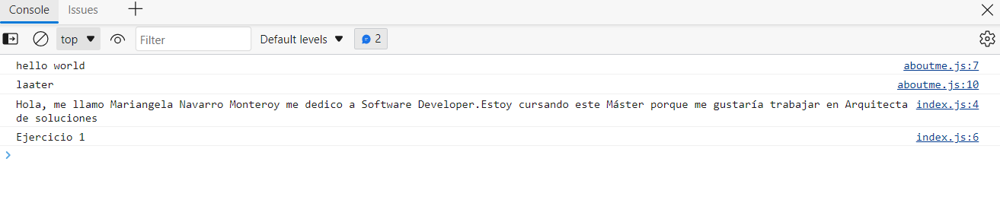 Console Issues
top Filter Default levels 2
hello world aboutme.js:7
laater aboutme.js:10
Hola, me llamo Mariangela Navarro Monteroy me dedico a Software Developer.Estoy cursando este Máster porque me gustaría trabajar en Arquitecta index.js:4
de soluciones
Ejercicio 1 index.js:6